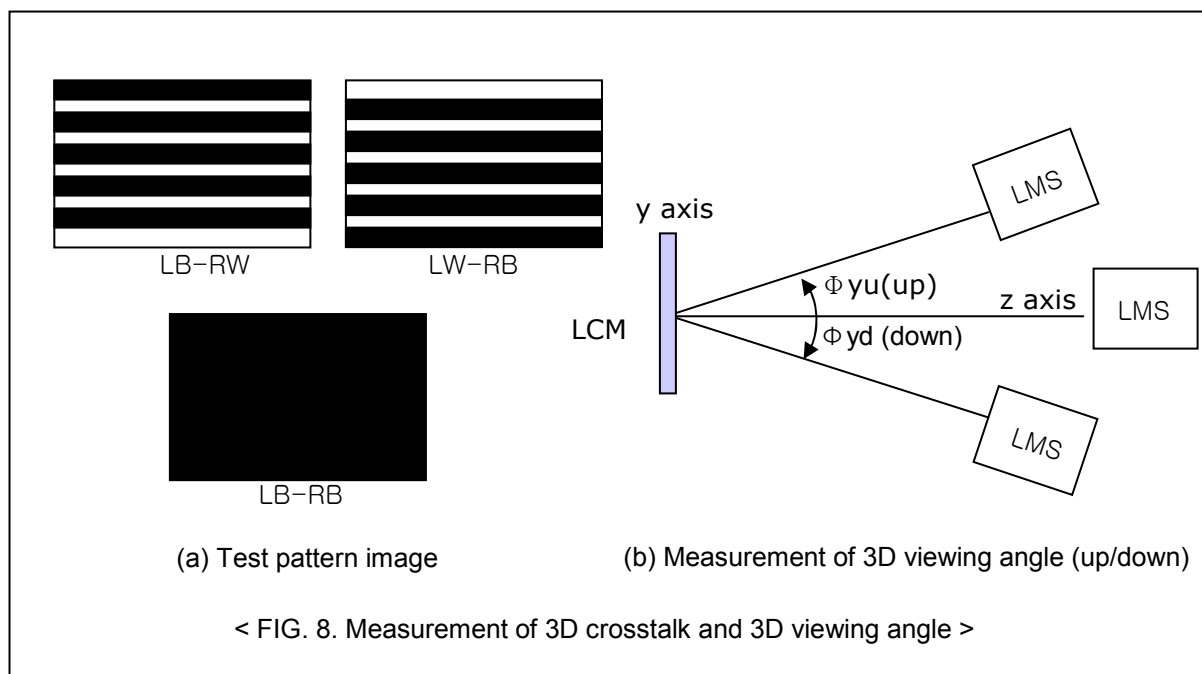 LB-RW
LW-RB
LB-RB
(a) Test pattern image
y axis
LCM
LMS
Φyu(up)
z axis
LMS
Φyd (down)
LMS
(b) Measurement of 3D viewing angle (up/down)
< FIG. 8. Measurement of 3D crosstalk and 3D viewing angle >